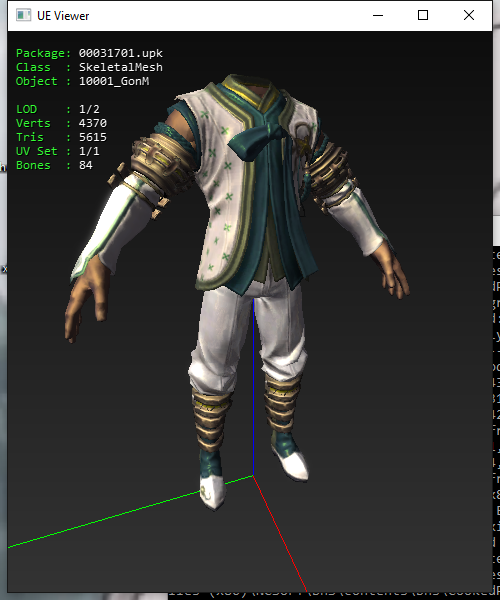 UE Viewer
Package: 00031701.upk
Class : SkeletalMesh
Object : 10001_GonM
LOD : 1/2
Verts : 4370
Tris : 5615
UV Set : 1/1
Bones : 84